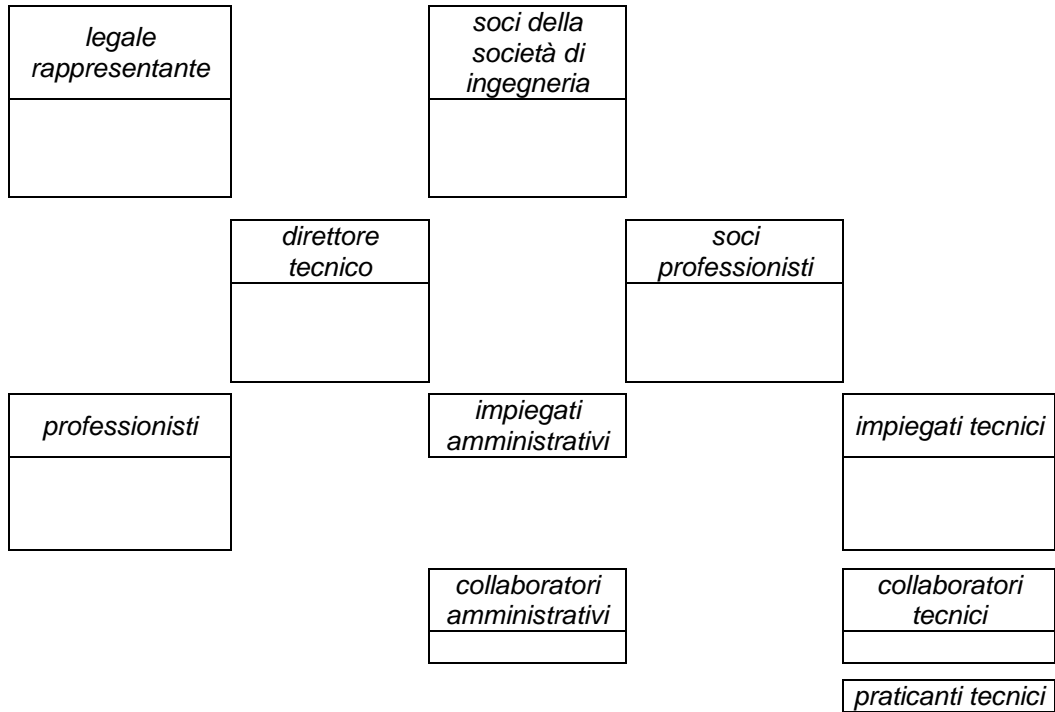 legale
rappresentante
soci della
società di
ingegneria
direttore
tecnico
soci
professionisti
professionisti
impiegati
amministrativi
impiegati tecnici
collaboratori
amministrativi
collaboratori
tecnici
praticanti tecnici